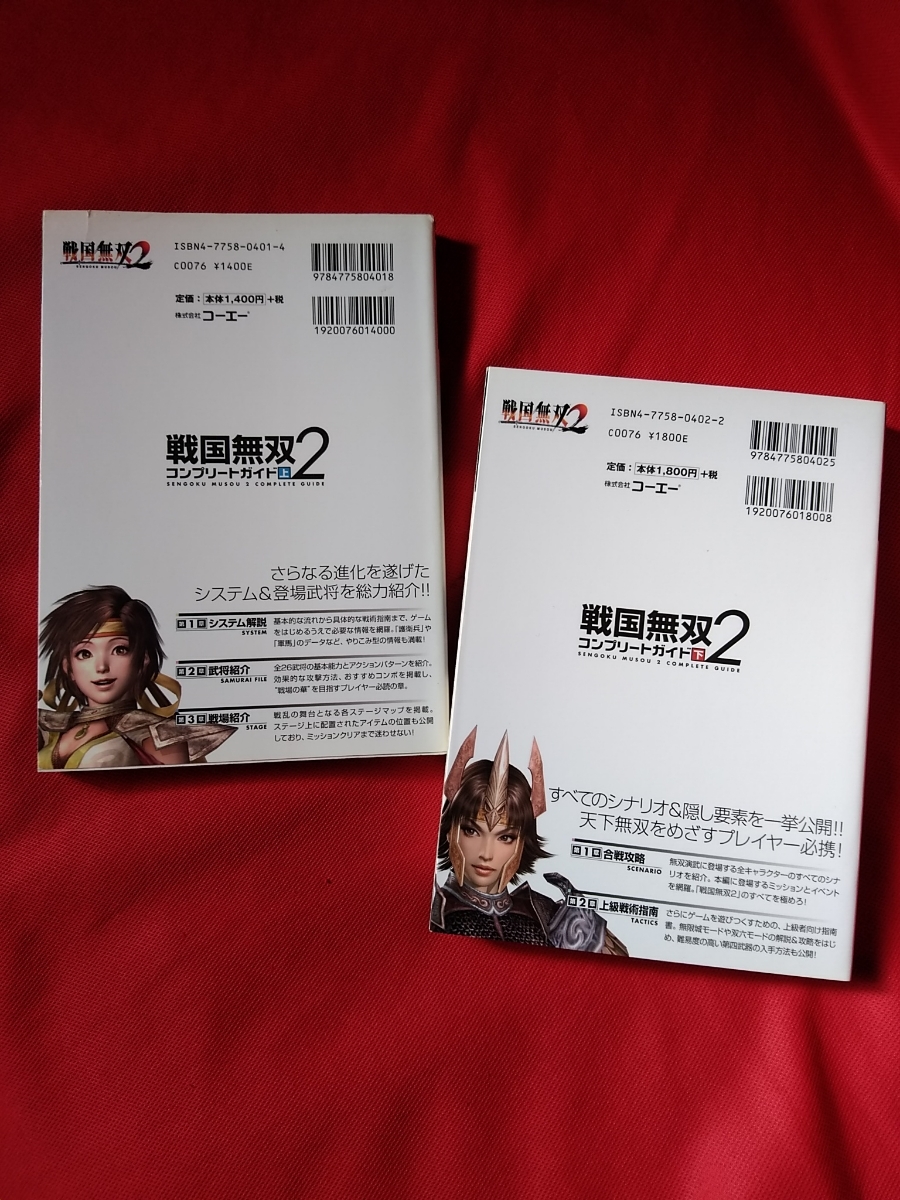 戦国無双2
SENGOKU MUSOU
ISBN4-7758-0401-4
C0076 ¥1400E
定価：本体1,400円+税
株式会社コーエー
9784775804018
1920076014000
戦国無双2
コンプリートガイド上
SENGOKU MUSOU 2 COMPLETE GUIDE
さらなる進化を遂げた
システム&登場武将を総力紹介!!
第1章 システム解説
SYSTEM
基本的な流れから具体的な戦術指南まで、ゲーム
をはじめるうえで必要な情報を網羅。「護衛兵」や
「軍馬」のデータなど、やりこみ型の情報も満載!
第2章 武将紹介
SAMURAI FILE
全26武将の基本能力とアクションパターンを紹介。
効果的な攻撃方法、おすすめコンボを掲載し、
“戦場の華”を目指すプレイヤー必読の章。
第3章 戦場紹介
STAGE
戦乱の舞台となる各ステージマップを掲載。
ステージ上に配置されたアイテムの位置も公開
しており、ミッションクリアまで迷わせない!
戦国無双2
SENGOKU MUSOU
ISBN4-7758-0402-2
C0076 ¥1800E
定価：本体1,800円+税
株式会社コーエー
9784775804025
1920076018008
戦国無双2
コンプリートガイド下
SENGOKU MUSOU 2 COMPLETE GUIDE
すべてのシナリオ&隠し要素を一挙公開!!
天下無双をめざすプレイヤー必携!
第1章 合戦攻略
SCENARIO
無双演武に登場する全キャラクターのすべてのシナ
リオを紹介。本編に登場するミッションとイベント
を網羅。「戦国無双2」のすべてを極めろ!
第2章 上級戦術指南
TACTICS
さらにゲームを遊びつくすための、上級者向け指南
書。無限城モードや双六モードの解説&攻略をはじ
め、難易度の高い第四武器の入手方法も公開!